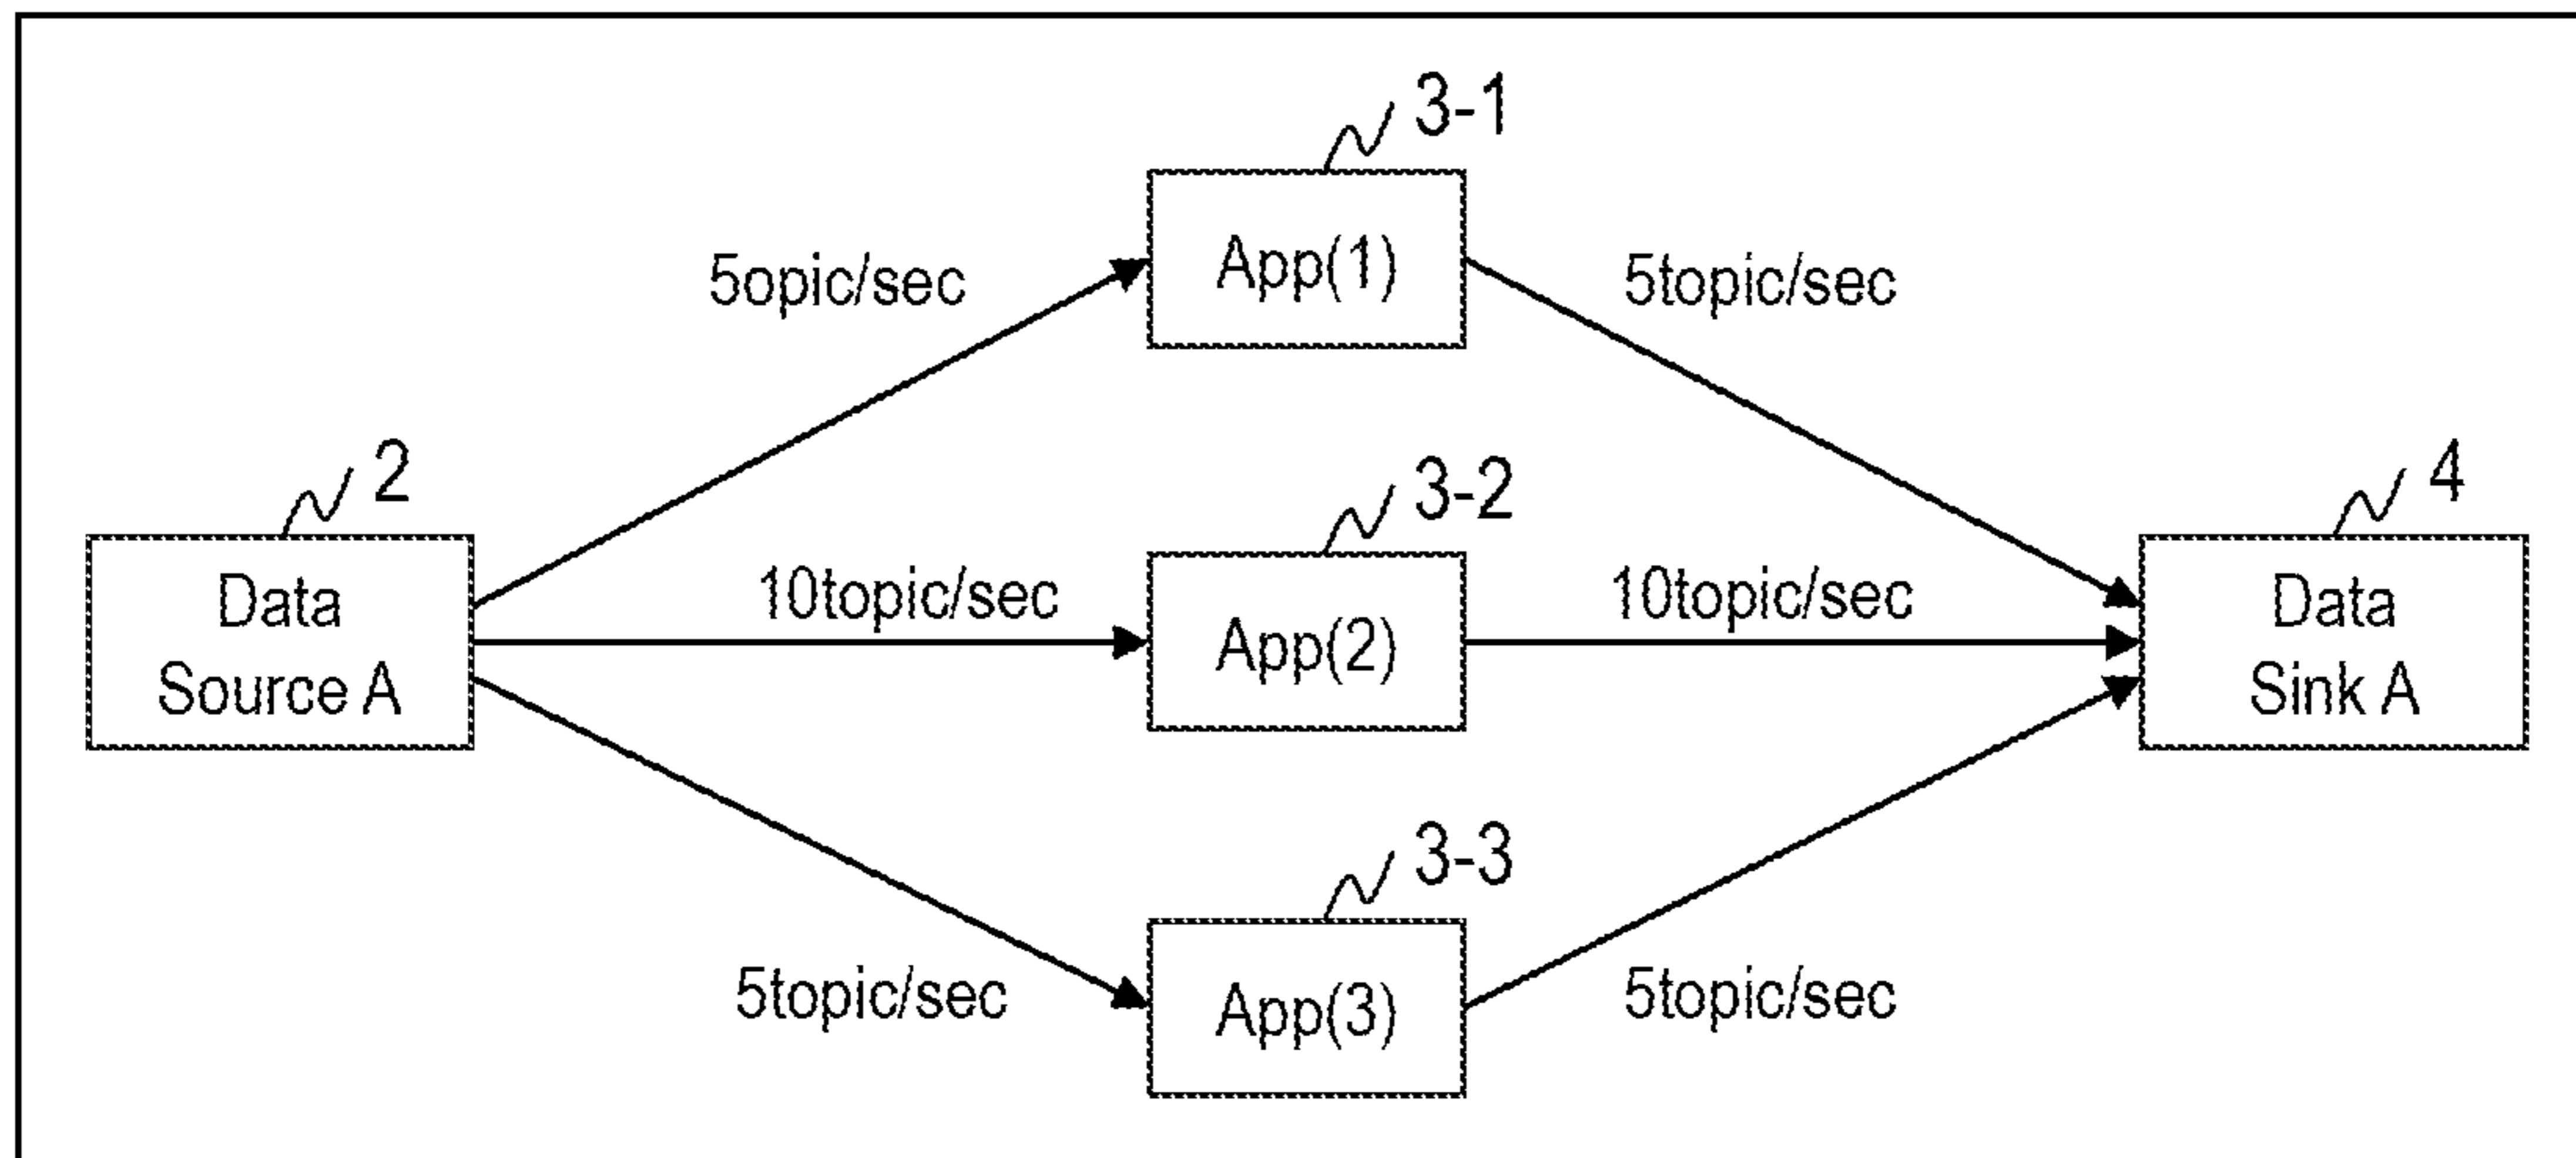 3-1
App(1)
5opic/sec
5topic/sec
2
3-2
4
Data
Source A
10topic/sec
App(2)
10topic/sec
Data
Sink A
3-3
5topic/sec
App(3)
5topic/sec